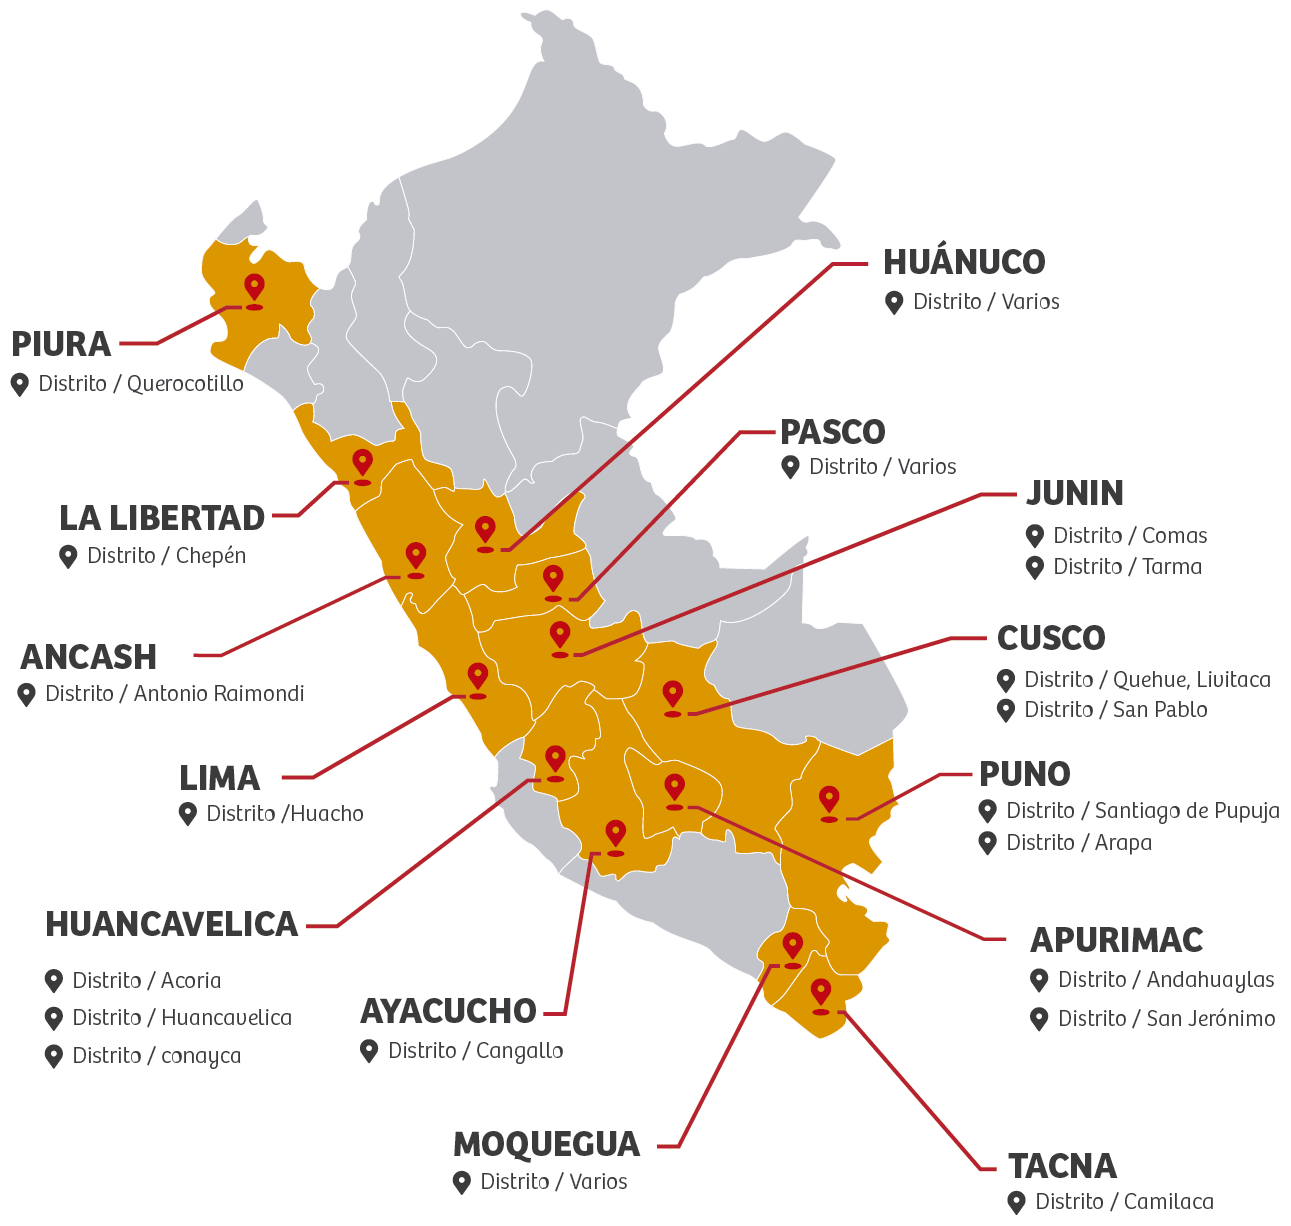 HUÁNUCO
Distrito / Varios
PIURA
Distrito / Querocotillo
PASCO
Distrito / Varios
JUNIN
Distrito / Comas
Distrito / Tarma
LA LIBERTAD
Distrito / Chepén
CUSCO
Distrito / Quehue, Livitaca
Distrito / San Pablo
ANCASH
Distrito / Antonio Raimondi
LIMA
Distrito /Huacho
PUNO
Distrito / Santiago de Pupuja
Distrito / Arapa
HUANCAVELICA
Distrito / Acoria
Distrito / Huancavelica
Distrito / conayca
APURIMAC
Distrito / Andahuaylas
Distrito / San Jerónimo
AYACUCHO
Distrito / Cangallo
MOQUEGUA
Distrito / Varios
TACNA
Distrito / Camilaca